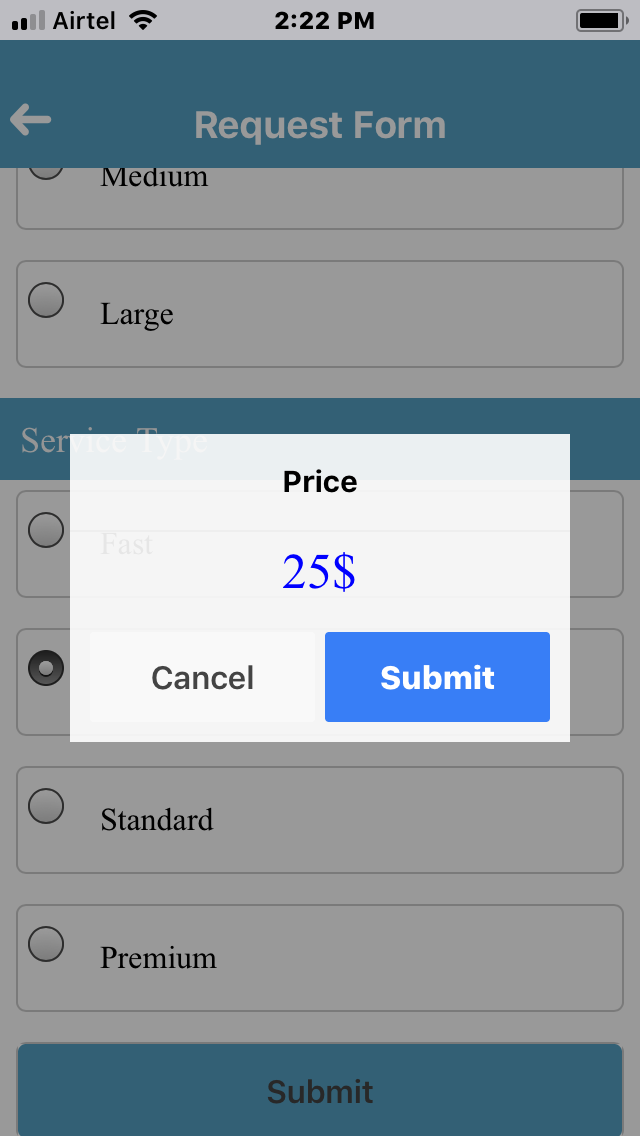 Airtel 2:22 PM
Request Form
Medium
Large
Service Type
Price
Fast
25$
Cancel Submit
Standard
Premium
Submit